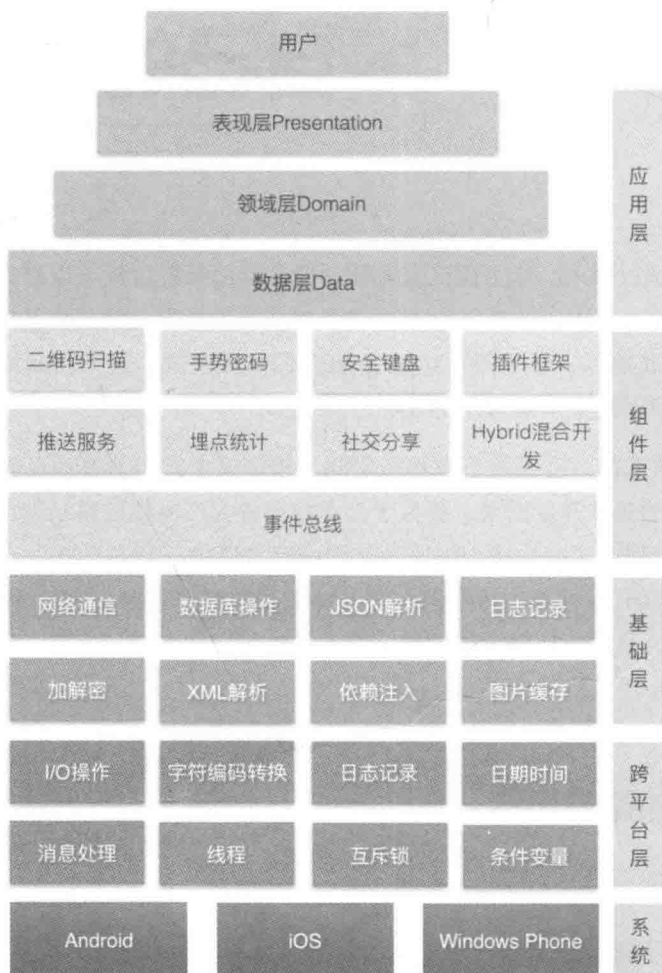 用户
表现层Presentation
领域层Domain
数据层Data
应用层
二维码扫描 手势密码 安全键盘 插件框架
推送服务 埋点统计 社交分享 Hybrid混合开
发
事件总线
组件层
网络通信 数据库操作 JSON解析 日志记录
加解密 XML解析 依赖注入 图片缓存
基础层
I/O操作 字符编码转换 日志记录 日期时间
消息处理 线程 互斥锁 条件变量
跨平台层
Android iOS Windows Phone
系统